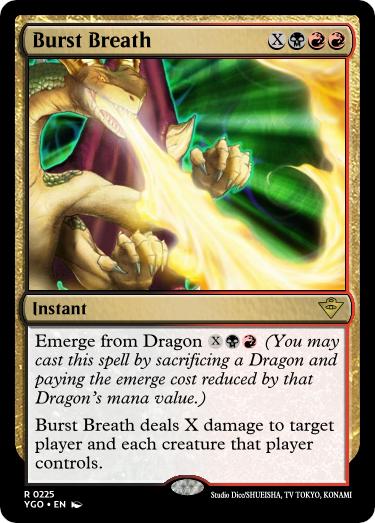 Burst Breath X B R R
Instant
Emerge from Dragon X B R (You may
cast this spell by sacrificing a Dragon and
paying the emerge cost reduced by that
Dragon's mana value.)
Burst Breath deals X damage to target
player and each creature that player
controls.
R 0225
YGO • EN Studio Dice/SHUEISHA, TV TOKYO, KONAMI